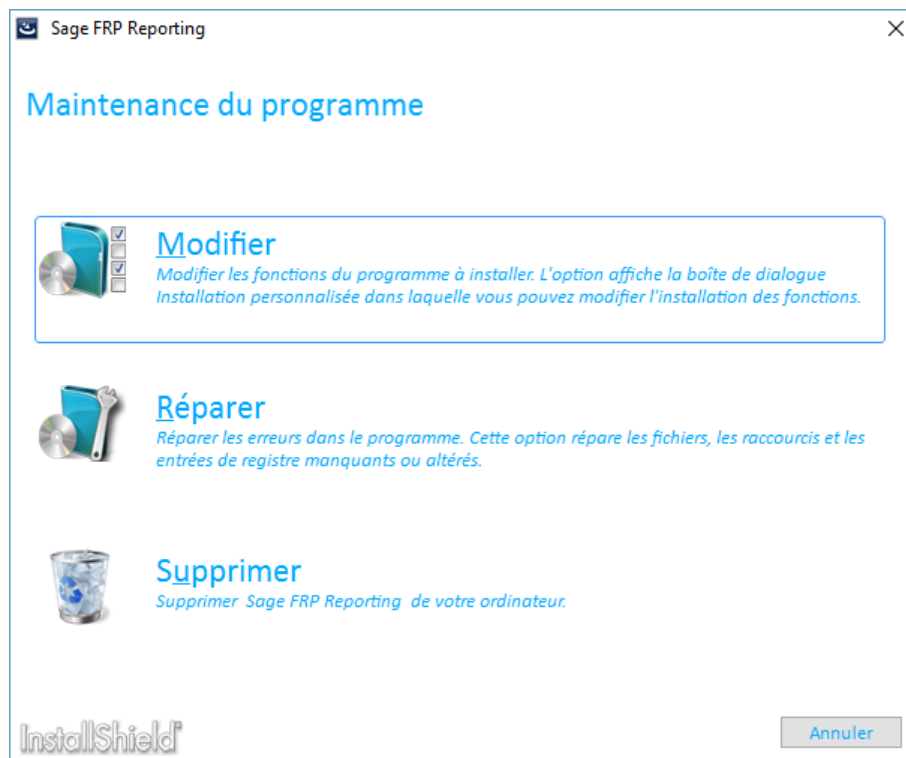 Sage FRP Reporting
Maintenance du programme
Modifier
Modifier les fonctions du programme à installer. L'option affiche la boîte de dialogue
Installation personnalisée dans laquelle vous pouvez modifier l'installation des fonctions.
Réparer
Réparer les erreurs dans le programme. Cette option répare les fichiers, les raccourcis et les
entrées de registre manquants ou altérés.
Supprimer
Supprimer Sage FRP Reporting de votre ordinateur.
InstallShield®
Annuler